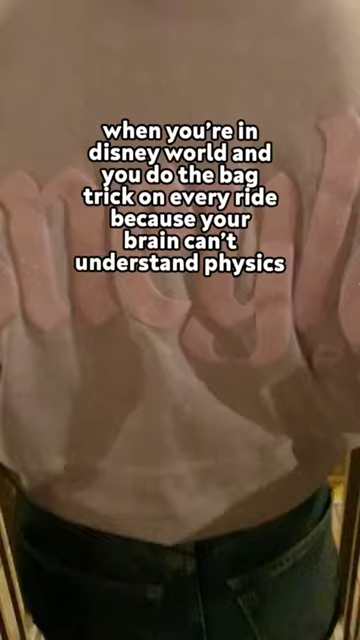 when you're in
disney world and
you do the bag
trick on every ride
because your
brain can't
understand physics